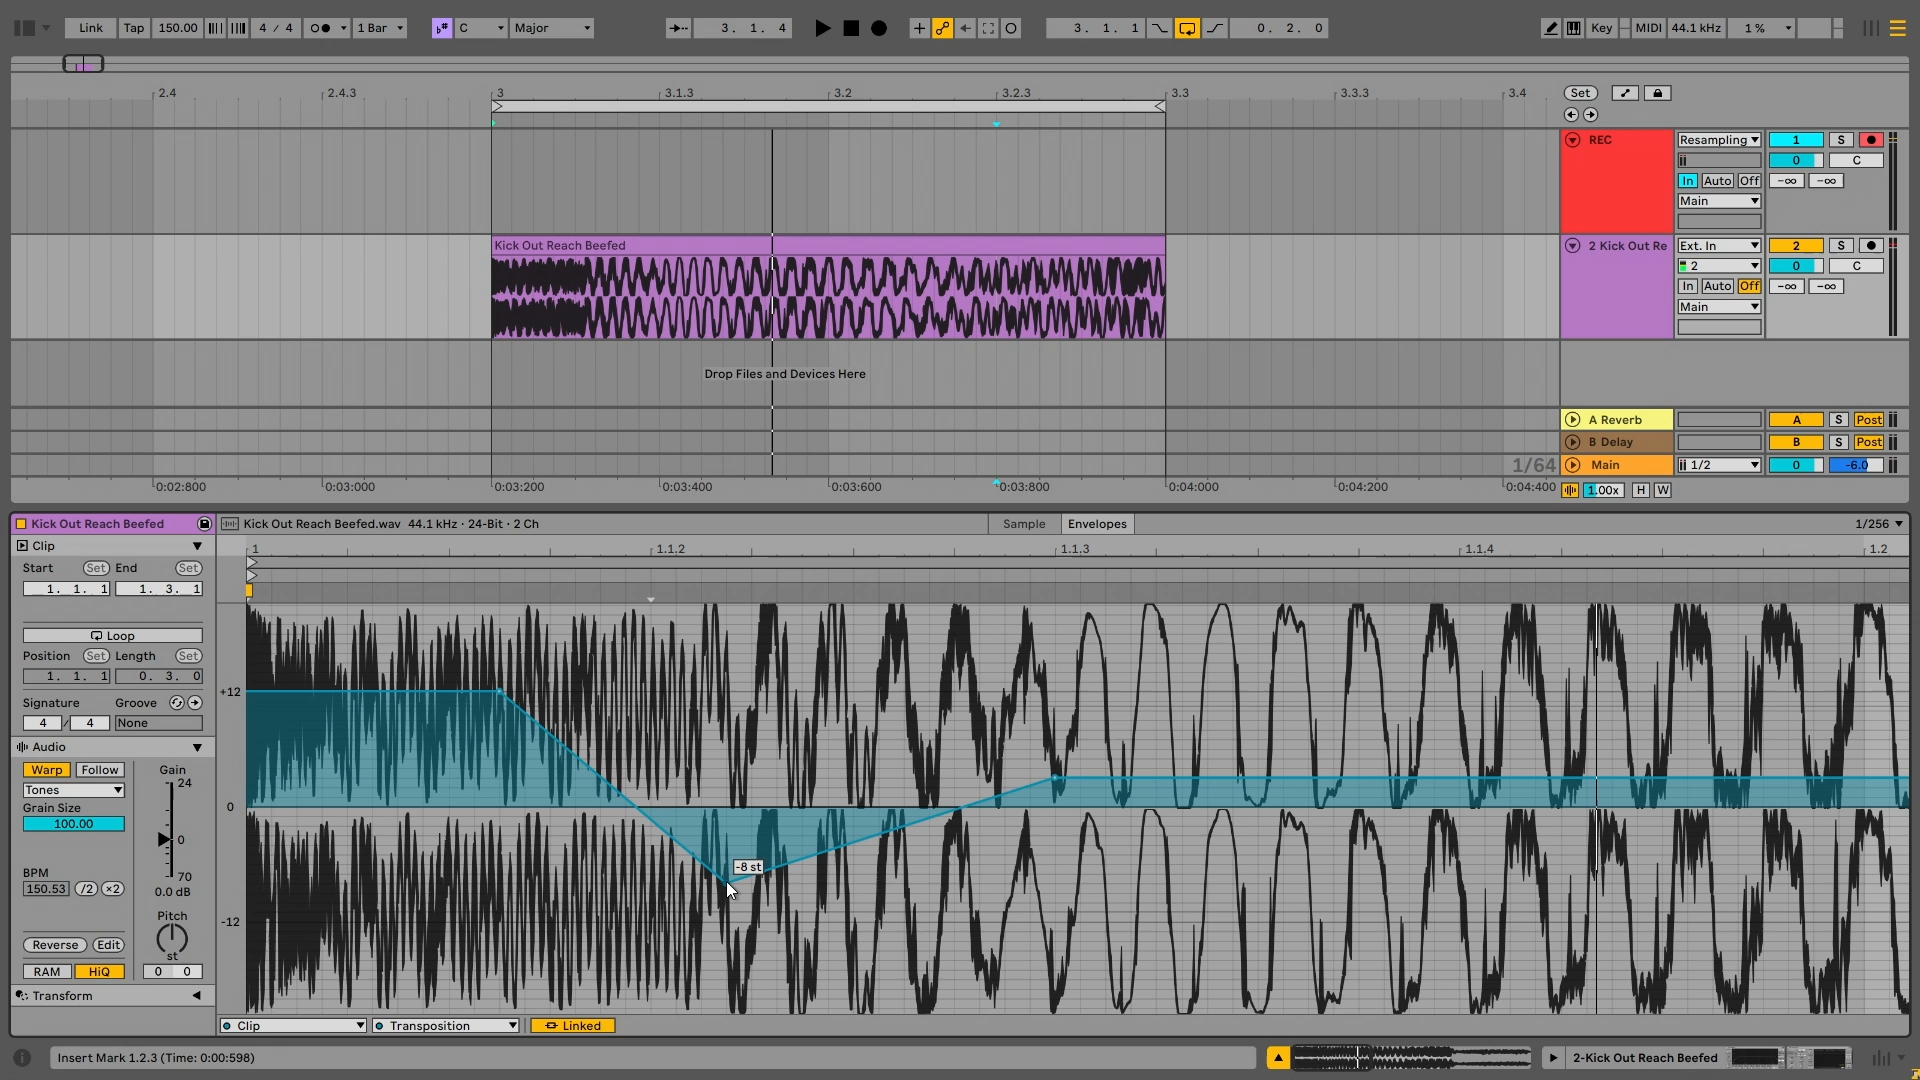 Link Tap 150.00 4 / 4 1 Bar C Major 3. 1. 4 3. 1. 1 0. 2. 0 Key MIDI 44.1 kHz 1 %
2.4 2.4.3 3 3.1.3 3.2 3.2.3 3.3 3.3.3 3.4 Set
REC Resampling 1 S
0 C
In Auto Off -∞ -∞
Main
Kick Out Reach Beefed 2 Kick Out Re Ext. In 2 S
2 0 C
In Auto Off -∞ -∞
Main
Drop Files and Devices Here
A Reverb A S Post
B Delay B S Post
1/64 Main 1/2 0 -6.0
0:02:800 0:03:000 0:03:200 0:03:400 0:03:600 0:03:800 0:04:000 0:04:200 0:04:400 1.00x H W
Kick Out Reach Beefed Kick Out Reach Beefed.wav 44.1 kHz · 24-Bit · 2 Ch Sample Envelopes 1/256
Clip 1 1.1.2 1.1.3 1.1.4 1.2
Start Set End Set
1. 1. 1 1. 3. 1
Loop
Position Set Length Set
1. 1. 1 0. 3. 0
Signature Groove
4 / 4 None
Audio
Warp Follow Gain
Tones 24
Grain Size
100.00
0
BPM 70
150.53 /2 ×2 0.0 dB
Pitch
Reverse Edit st
RAM HiQ 0 0
Transform
+12
0
-8 st
-12
Clip Transposition Linked
Insert Mark 1.2.3 (Time: 0:00:598) 2-Kick Out Reach Beefed